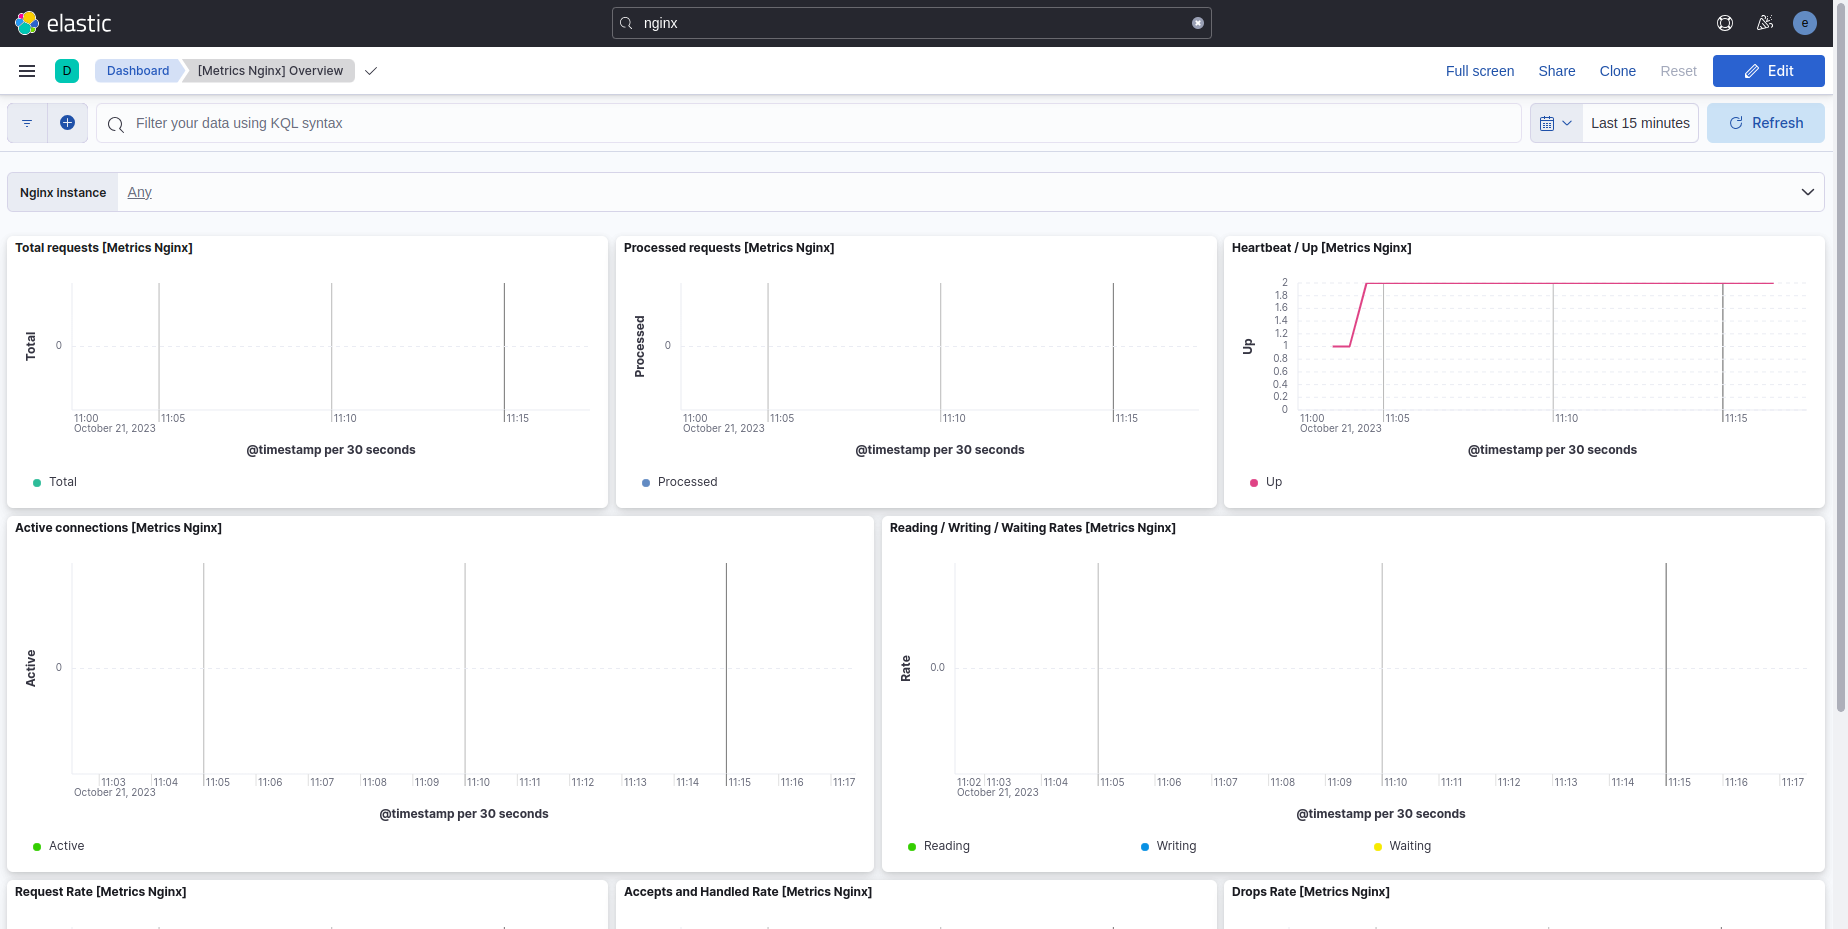 elastic
nginx
e
D
Dashboard
[Metrics Nginx] Overview
Full screen
Share
Clone
Reset
Edit
Filter your data using KQL syntax
Last 15 minutes
Refresh
Nginx instance
Any
Total requests [Metrics Nginx]
Total
0
11:00
11:05
11:10
11:15
October 21, 2023
@timestamp per 30 seconds
Total
Processed requests [Metrics Nginx]
Processed
0
11:00
11:05
11:10
11:15
October 21, 2023
@timestamp per 30 seconds
Processed
Heartbeat / Up [Metrics Nginx]
Up
2
1.8
1.6
1.4
1.2
1
0.8
0.6
0.4
0.2
0
11:00
11:05
11:10
11:15
October 21, 2023
@timestamp per 30 seconds
Up
Active connections [Metrics Nginx]
Active
0
11:03
11:04
11:05
11:06
11:07
11:08
11:09
11:10
11:11
11:12
11:13
11:14
11:15
11:16
11:17
October 21, 2023
@timestamp per 30 seconds
Active
Reading / Writing / Waiting Rates [Metrics Nginx]
Rate
0.0
11:02
11:03
11:04
11:05
11:06
11:07
11:08
11:09
11:10
11:11
11:12
11:13
11:14
11:15
11:16
11:17
October 21, 2023
@timestamp per 30 seconds
Reading
Writing
Waiting
Request Rate [Metrics Nginx]
Accepts and Handled Rate [Metrics Nginx]
Drops Rate [Metrics Nginx]